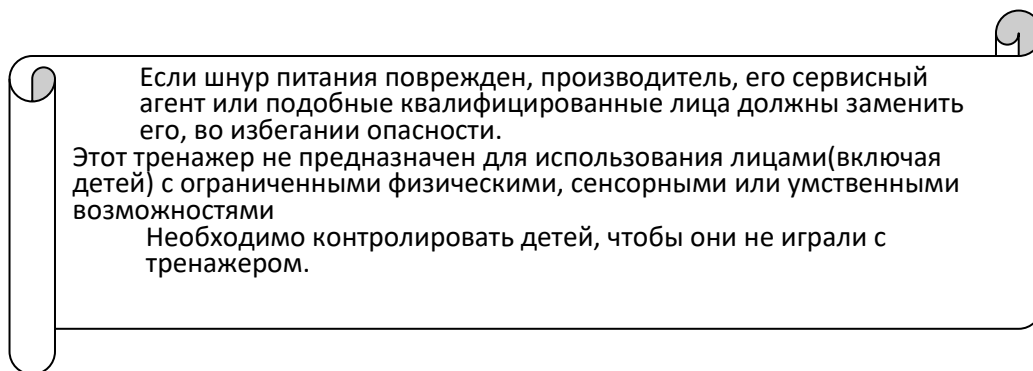 Если шнур питания поврежден, производитель, его сервисный
агент или подобные квалифицированные лица должны заменить
его, во избегании опасности.
Этот тренажер не предназначен для использования лицами(включая
детей) с ограниченными физическими, сенсорными или умственными
возможностями
Необходимо контролировать детей, чтобы они не играли с
тренажером.